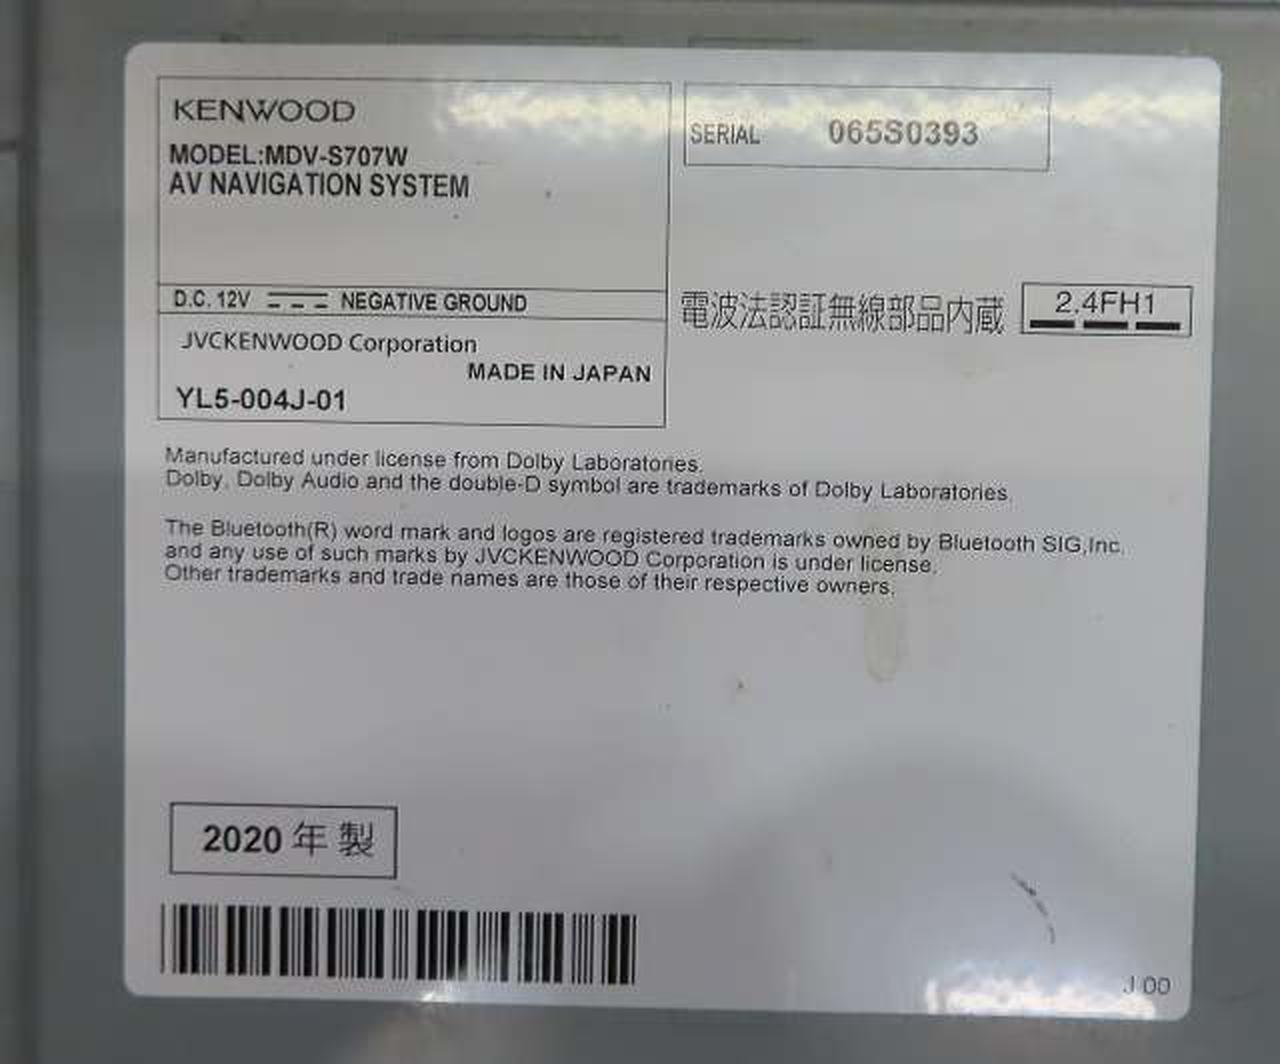 KENWOOD
MODEL:MDV-S707W
AV NAVIGATION SYSTEM
SERIAL 065S0393
D.C. 12V NEGATIVE GROUND
電波法認証無線部品内蔵 2.4FH1
JVCKENWOOD Corporation
MADE IN JAPAN
YL5-004J-01
Manufactured under license from Dolby Laboratories.
Dolby, Dolby Audio and the double-D symbol are trademarks of Dolby Laboratories.
The Bluetooth(R) word mark and logos are registered trademarks owned by Bluetooth SIG,Inc.
and any use of such marks by JVCKENWOOD Corporation is under license.
Other trademarks and trade names are those of their respective owners.
2020 年 製
J 00